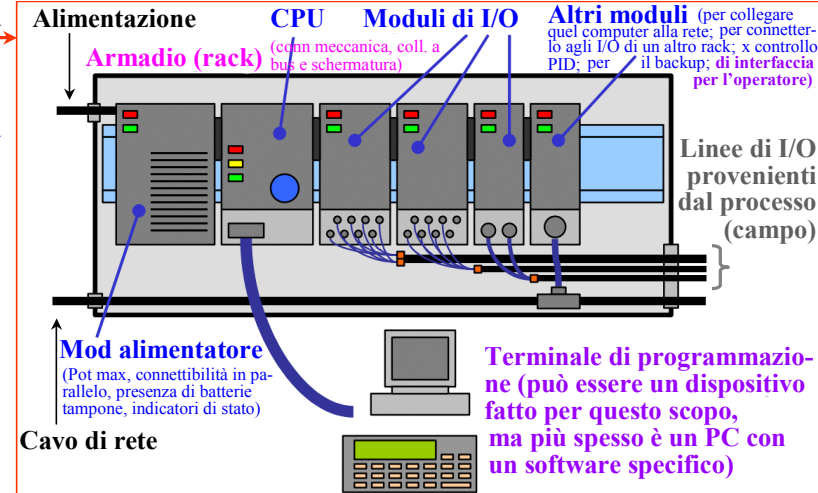 Alimentazione
CPU
Moduli di I/O
Altri moduli (per collegare
quel computer alla rete; per connetter-
lo agli I/O di un altro rack; x controllo
PID; per il backup; di interfaccia
per l'operatore)
Armadio (rack) (conn meccanica, coll. a
bus e schermatura)
Linee di I/O
provenienti
dal processo
(campo)
Mod alimentatore
(Pot max, connettibilità in pa-
rallelo, presenza di batterie
tampone, indicatori di stato)
Cavo di rete
Terminale di programmazio-
ne (può essere un dispositivo
fatto per questo scopo,
ma più spesso è un PC con
un software specifico)